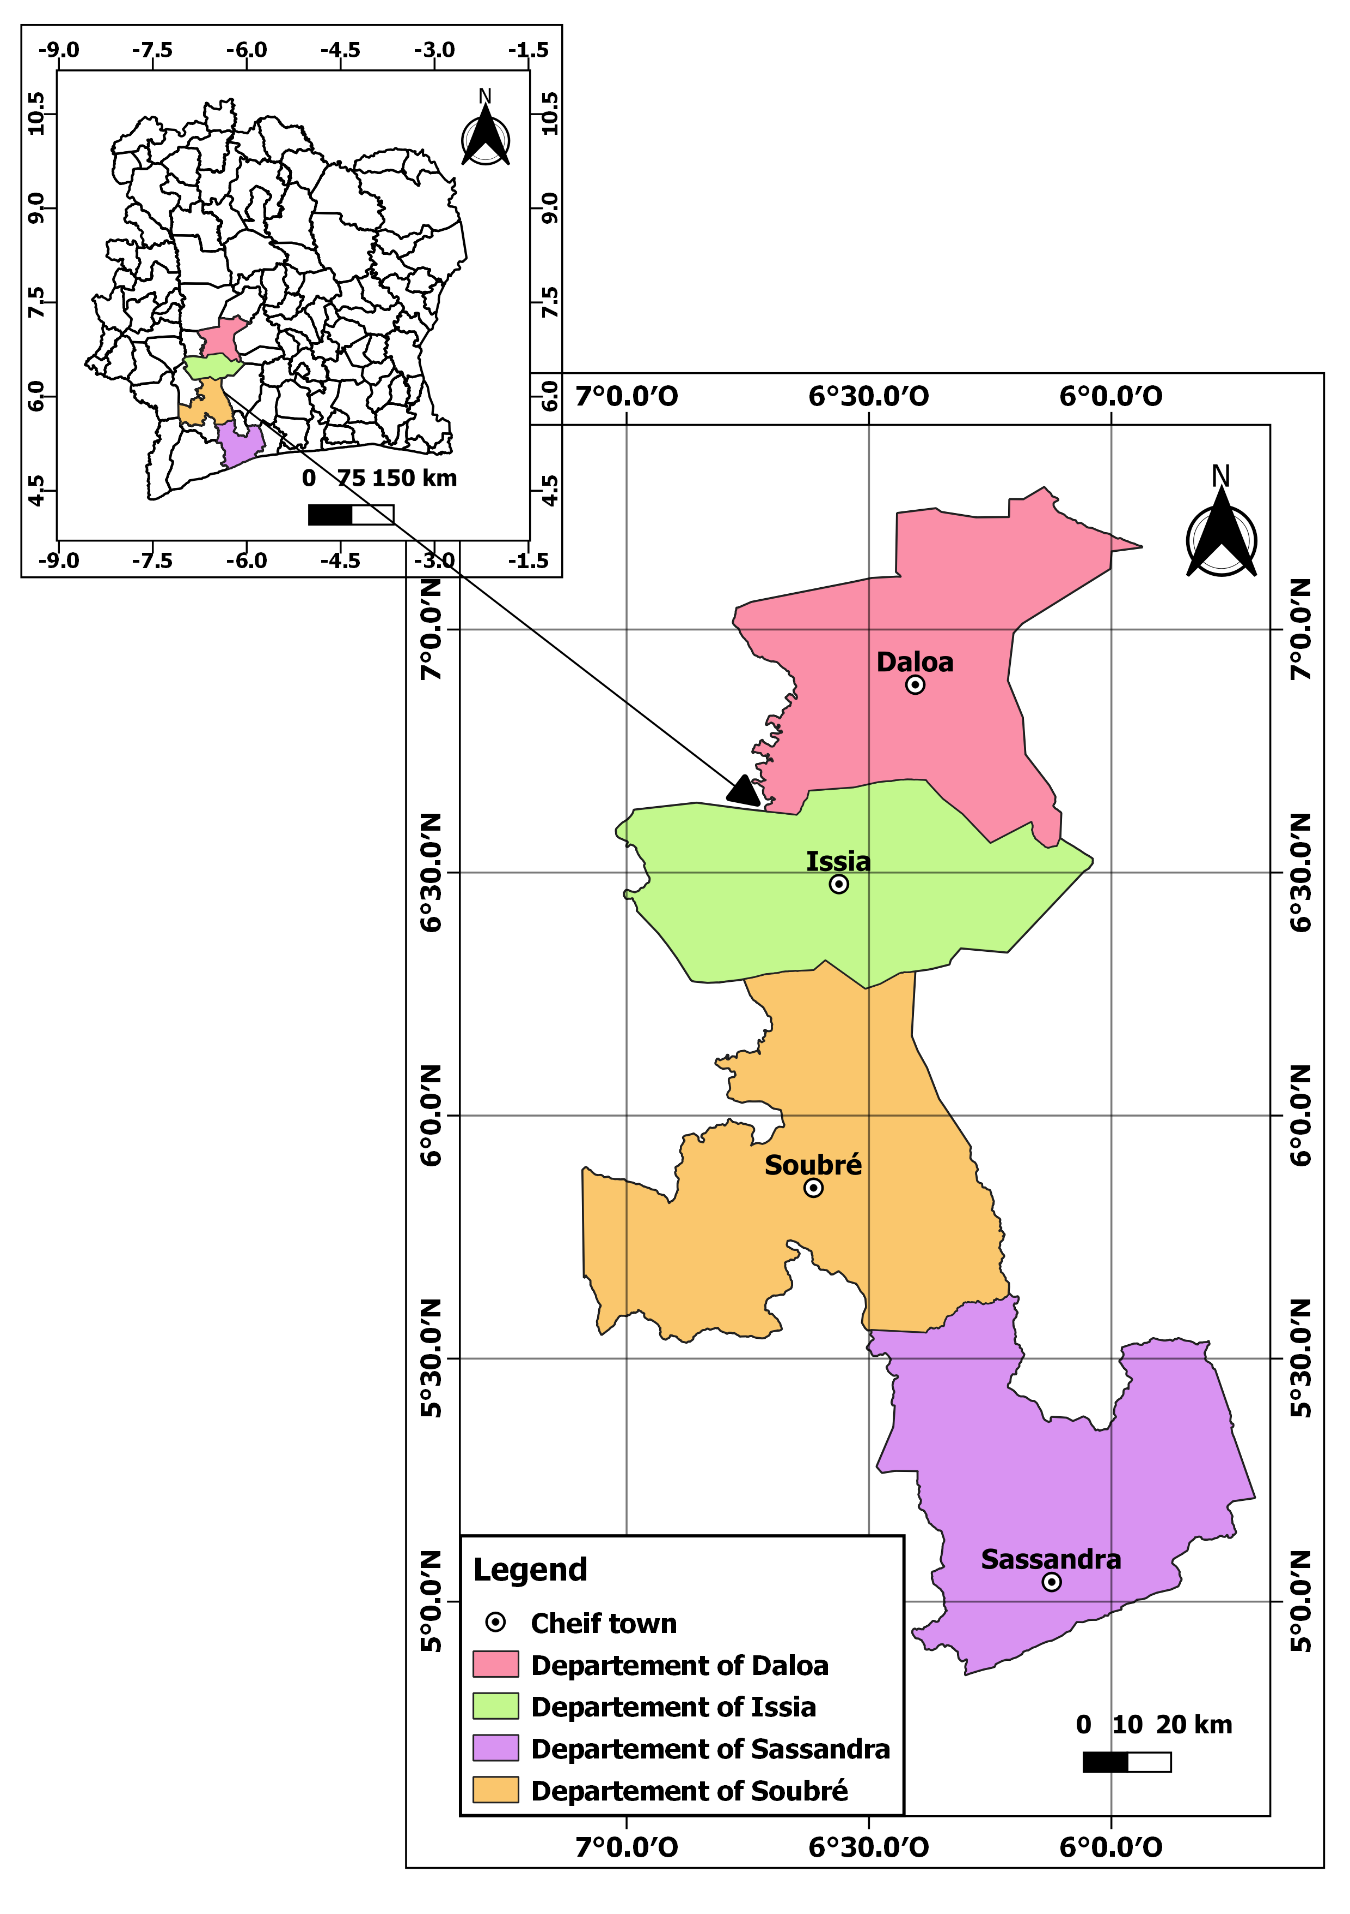 -9.0 -7.5 -6.0 -4.5 -3.0 -1.5
N
10.5 10.5
9.0 9.0
7.5 7.5
6.0 6.0
4.5 4.5
0 75 150 km
-9.0 -7.5 -6.0 -4.5 -3.0 -1.5
7°0.0′O 6°30.0′O 6°0.0′O
N
7°0.0′N 7°0.0′N
Daloa
6°30.0′N 6°30.0′N
Issia
6°0.0′N 6°0.0′N
Soubré
5°30.0′N 5°30.0′N
Sassandra
5°0.0′N 5°0.0′N
Legend
Cheif town
Departement of Daloa
Departement of Issia
Departement of Sassandra
Departement of Soubré
0 10 20 km
7°0.0′O 6°30.0′O 6°0.0′O